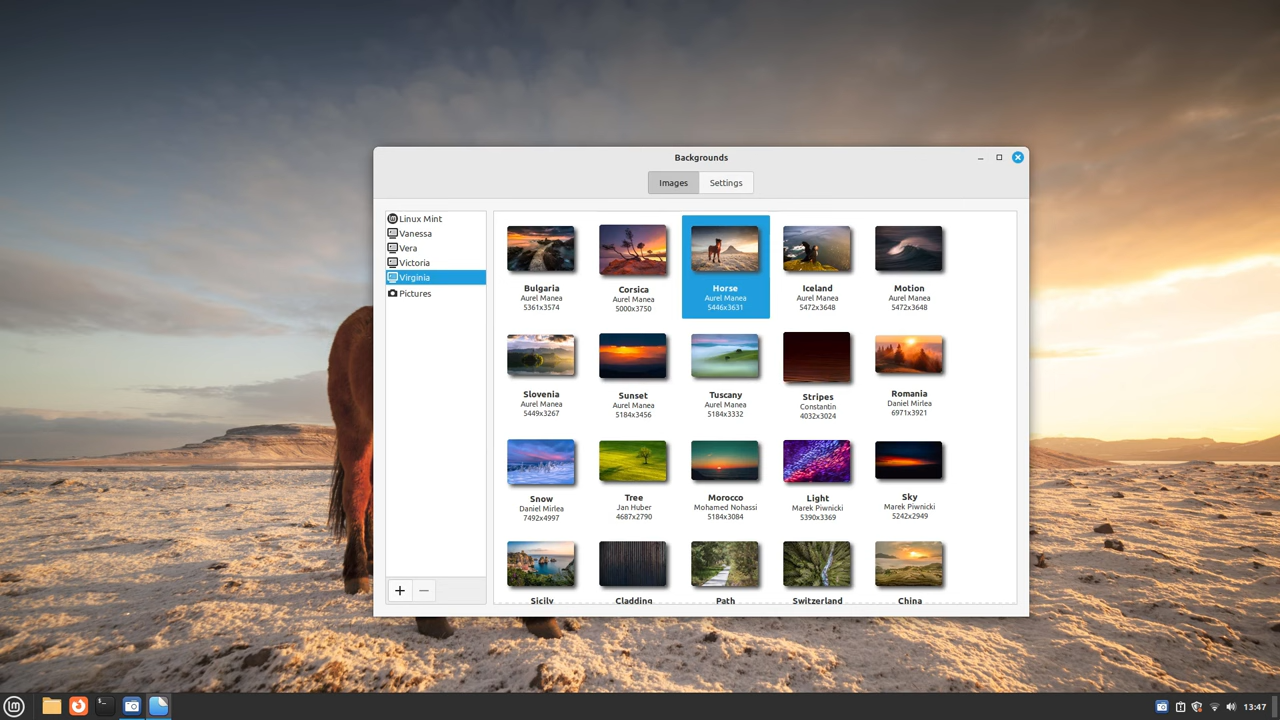 Backgrounds
Images
Settings
Linux Mint
Vanessa
Vera
Victoria
Virginia
Pictures
Bulgaria
Aurel Manea
5361x3574
Corsica
Aurel Manea
5000x3750
Horse
Aurel Manea
5446x3631
Iceland
Aurel Manea
5472x3648
Motion
Aurel Manea
5472x3648
Slovenia
Aurel Manea
5449x3267
Sunset
Aurel Manea
5184x3456
Tuscany
Aurel Manea
5184x3332
Stripes
Constantin
4032x3024
Romania
Daniel Mirlea
6971x3921
Snow
Daniel Mirlea
7492x4997
Tree
Jan Huber
4687x2790
Morocco
Mohamed Nohassi
5184x3084
Light
Marek Piwnicki
5390x3369
Sky
Marek Piwnicki
5242x2949
Sicily
Cladding
Path
Switzerland
China
13:47